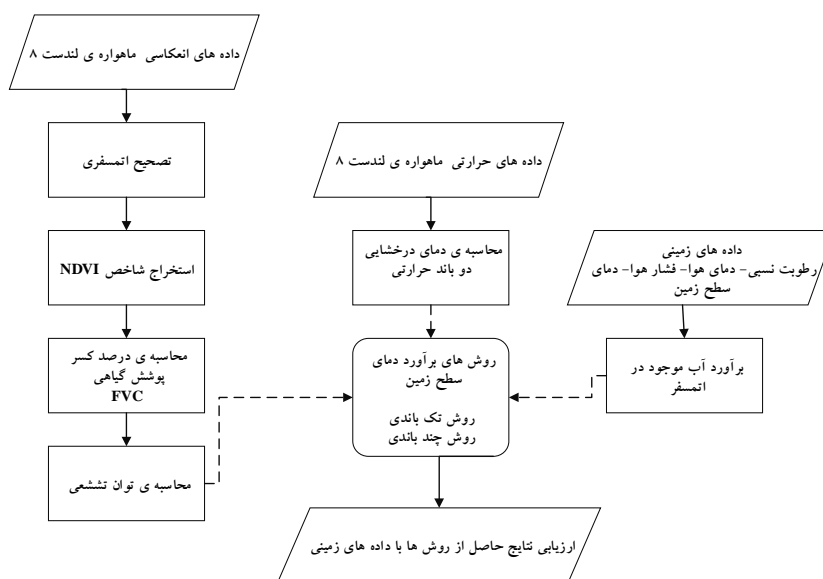 داده های انعکاسی ماهواره ی لندست ۸
تصحیح اتمسفری
استخراج شاخص NDVI
محاسبه ی درصد کسر
پوشش گیاهی
FVC
محاسبه ی توان تششعی
داده های حرارتی ماهواره ی لندست ۸
محاسبه ی دمای درخشایی
دو باند حرارتی
روش های برآورد دمای
سطح زمین
روش تک باندی
روش چند باندی
داده های زمینی
رطوبت نسبی- دمای هوا- فشار هوا- دمای
سطح زمین
برآورد آب موجود در
اتمسفر
ارزیابی نتایج حاصل از روش ها با داده های زمینی